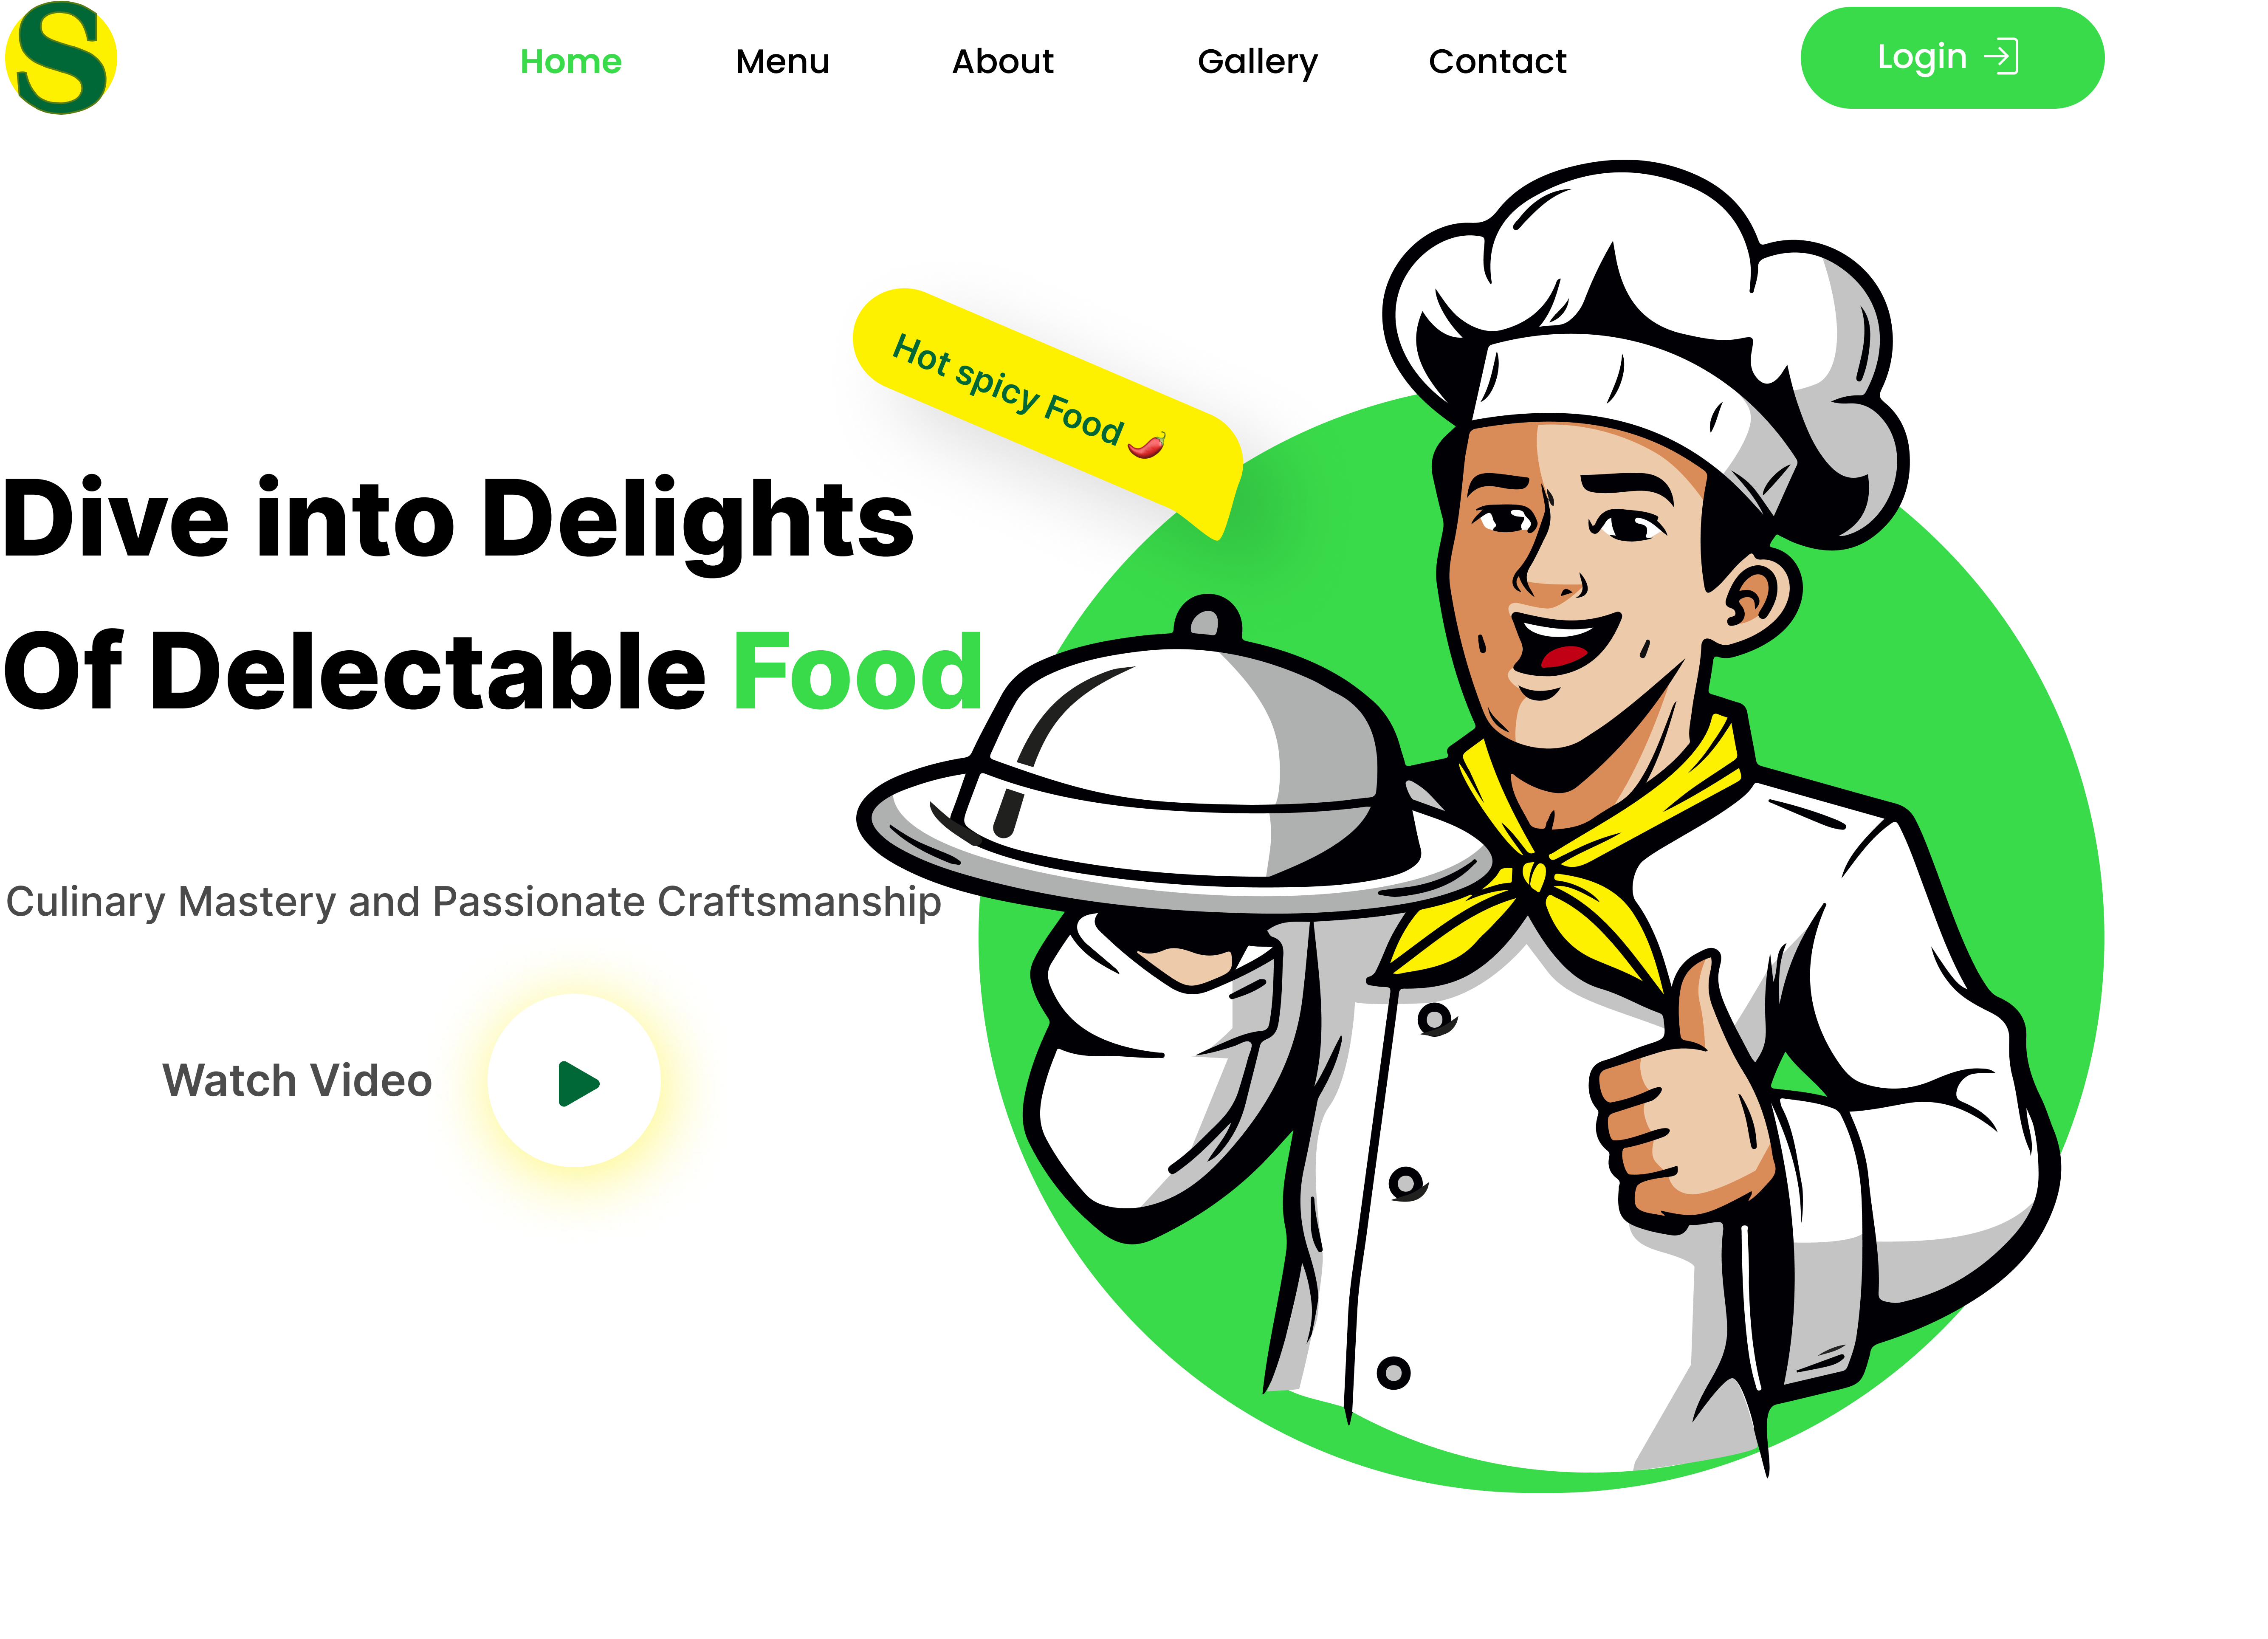 S
Home Menu About Gallery Contact Login
Hot spicy Food 🌶️
Dive into Delights
Of Delectable Food
Culinary Mastery and Passionate Craftsmanship
Watch Video